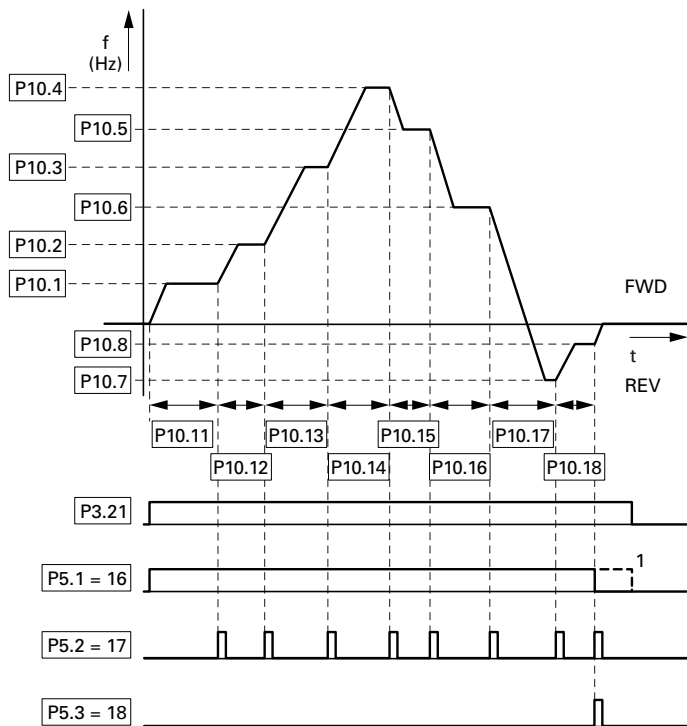 f
(Hz)
P10.4
P10.5
P10.3
P10.6
P10.2
P10.1
FWD
P10.8
t
P10.7
REV
P10.11 P10.13 P10.15 P10.17
P10.12 P10.14 P10.16 P10.18
P3.21
P5.1 = 16
1
P5.2 = 17
P5.3 = 18